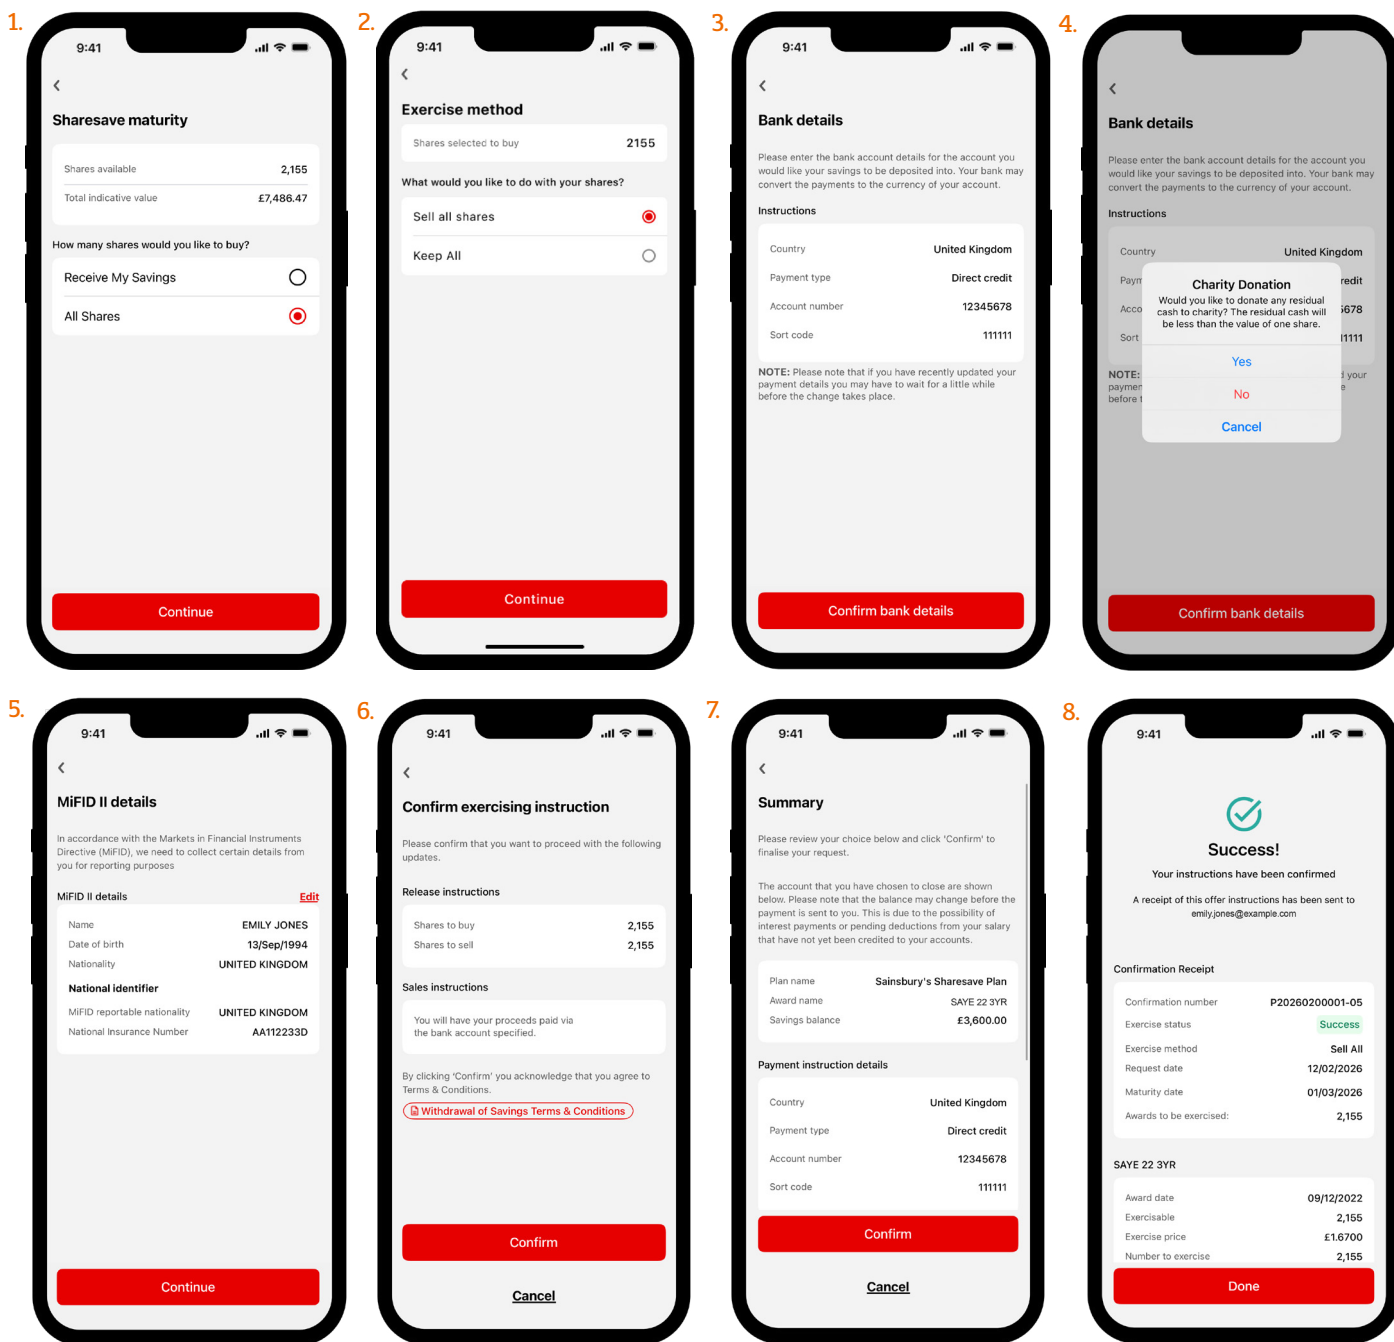 1.
9:41
Sharesave maturity
Shares available 2,155
Total indicative value £7,486.47
How many shares would you like to buy?
Receive My Savings
All Shares
Continue
2.
9:41
Exercise method
Shares selected to buy 2155
What would you like to do with your shares?
Sell all shares
Keep All
Continue
3.
9:41
Bank details
Please enter the bank account details for the account you
would like your savings to be deposited into. Your bank may
convert the payments to the currency of your account.
Instructions
Country United Kingdom
Payment type Direct credit
Account number 12345678
Sort code 111111
NOTE: Please note that if you have recently updated your
payment details you may have to wait for a little while
before the change takes place.
Confirm bank details
4.
Bank details
Please enter the bank account details for the account you
would like your savings to be deposited into. Your bank may
convert the payments to the currency of your account.
Instructions
Country United Kingdom
Paym redit
Acco 5678
Sort 11111
NOTE: d your
paymen e
before t
Charity Donation
Would you like to donate any residual
cash to charity? The residual cash will
be less than the value of one share.
Yes
No
Cancel
Confirm bank details
5.
9:41
MiFID II details
In accordance with the Markets in Financial Instruments
Directive (MiFID), we need to collect certain details from
you for reporting purposes
MiFID II details Edit
Name EMILY JONES
Date of birth 13/Sep/1994
Nationality UNITED KINGDOM
National identifier
MiFID reportable nationality UNITED KINGDOM
National Insurance Number AA112233D
Continue
6.
9:41
Confirm exercising instruction
Please confirm that you want to proceed with the following
updates.
Release instructions
Shares to buy 2,155
Shares to sell 2,155
Sales instructions
You will have your proceeds paid via
the bank account specified.
By clicking ‘Confirm’ you acknowledge that you agree to
Terms & Conditions.
Withdrawal of Savings Terms & Conditions
Confirm
Cancel
7.
9:41
Summary
Please review your choice below and click ‘Confirm’ to
finalise your request.
The account that you have chosen to close are shown
below. Please note that the balance may change before the
payment is sent to you. This is due to the possibility of
interest payments or pending deductions from your salary
that have not yet been credited to your accounts.
Plan name Sainsbury's Sharesave Plan
Award name SAYE 22 3YR
Savings balance £3,600.00
Payment instruction details
Country United Kingdom
Payment type Direct credit
Account number 12345678
Sort code 111111
Confirm
Cancel
8.
9:41
Success!
Your instructions have been confirmed
A receipt of this offer instructions has been sent to
emily.jones@example.com
Confirmation Receipt
Confirmation number P20260200001-05
Exercise status Success
Exercise method Sell All
Request date 12/02/2026
Maturity date 01/03/2026
Awards to be exercised: 2,155
SAYE 22 3YR
Award date 09/12/2022
Exercisable 2,155
Exercise price £1.6700
Number to exercise 2,155
Done